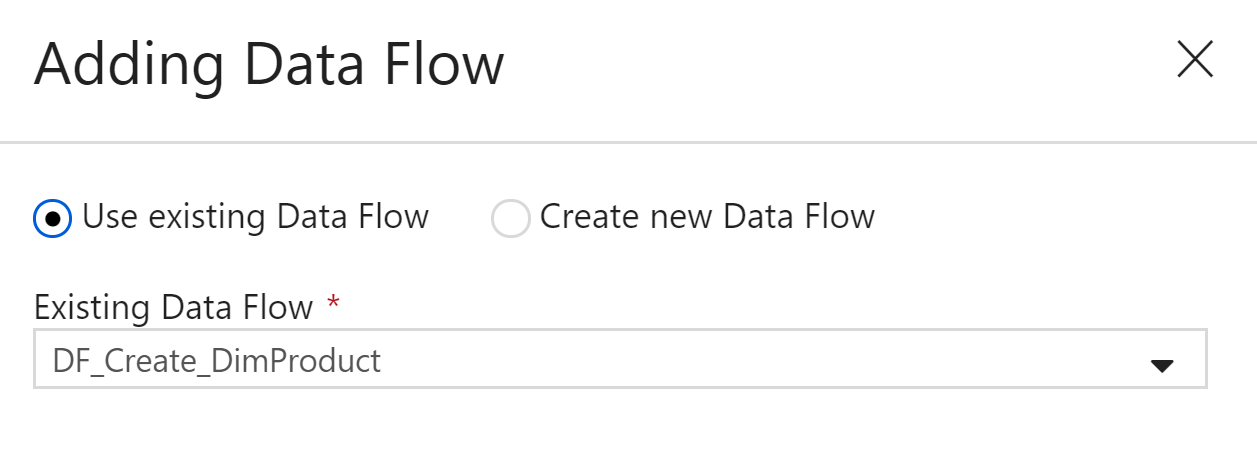 Adding Data Flow
Use existing Data Flow Create new Data Flow
Existing Data Flow *
DF_Create_DimProduct